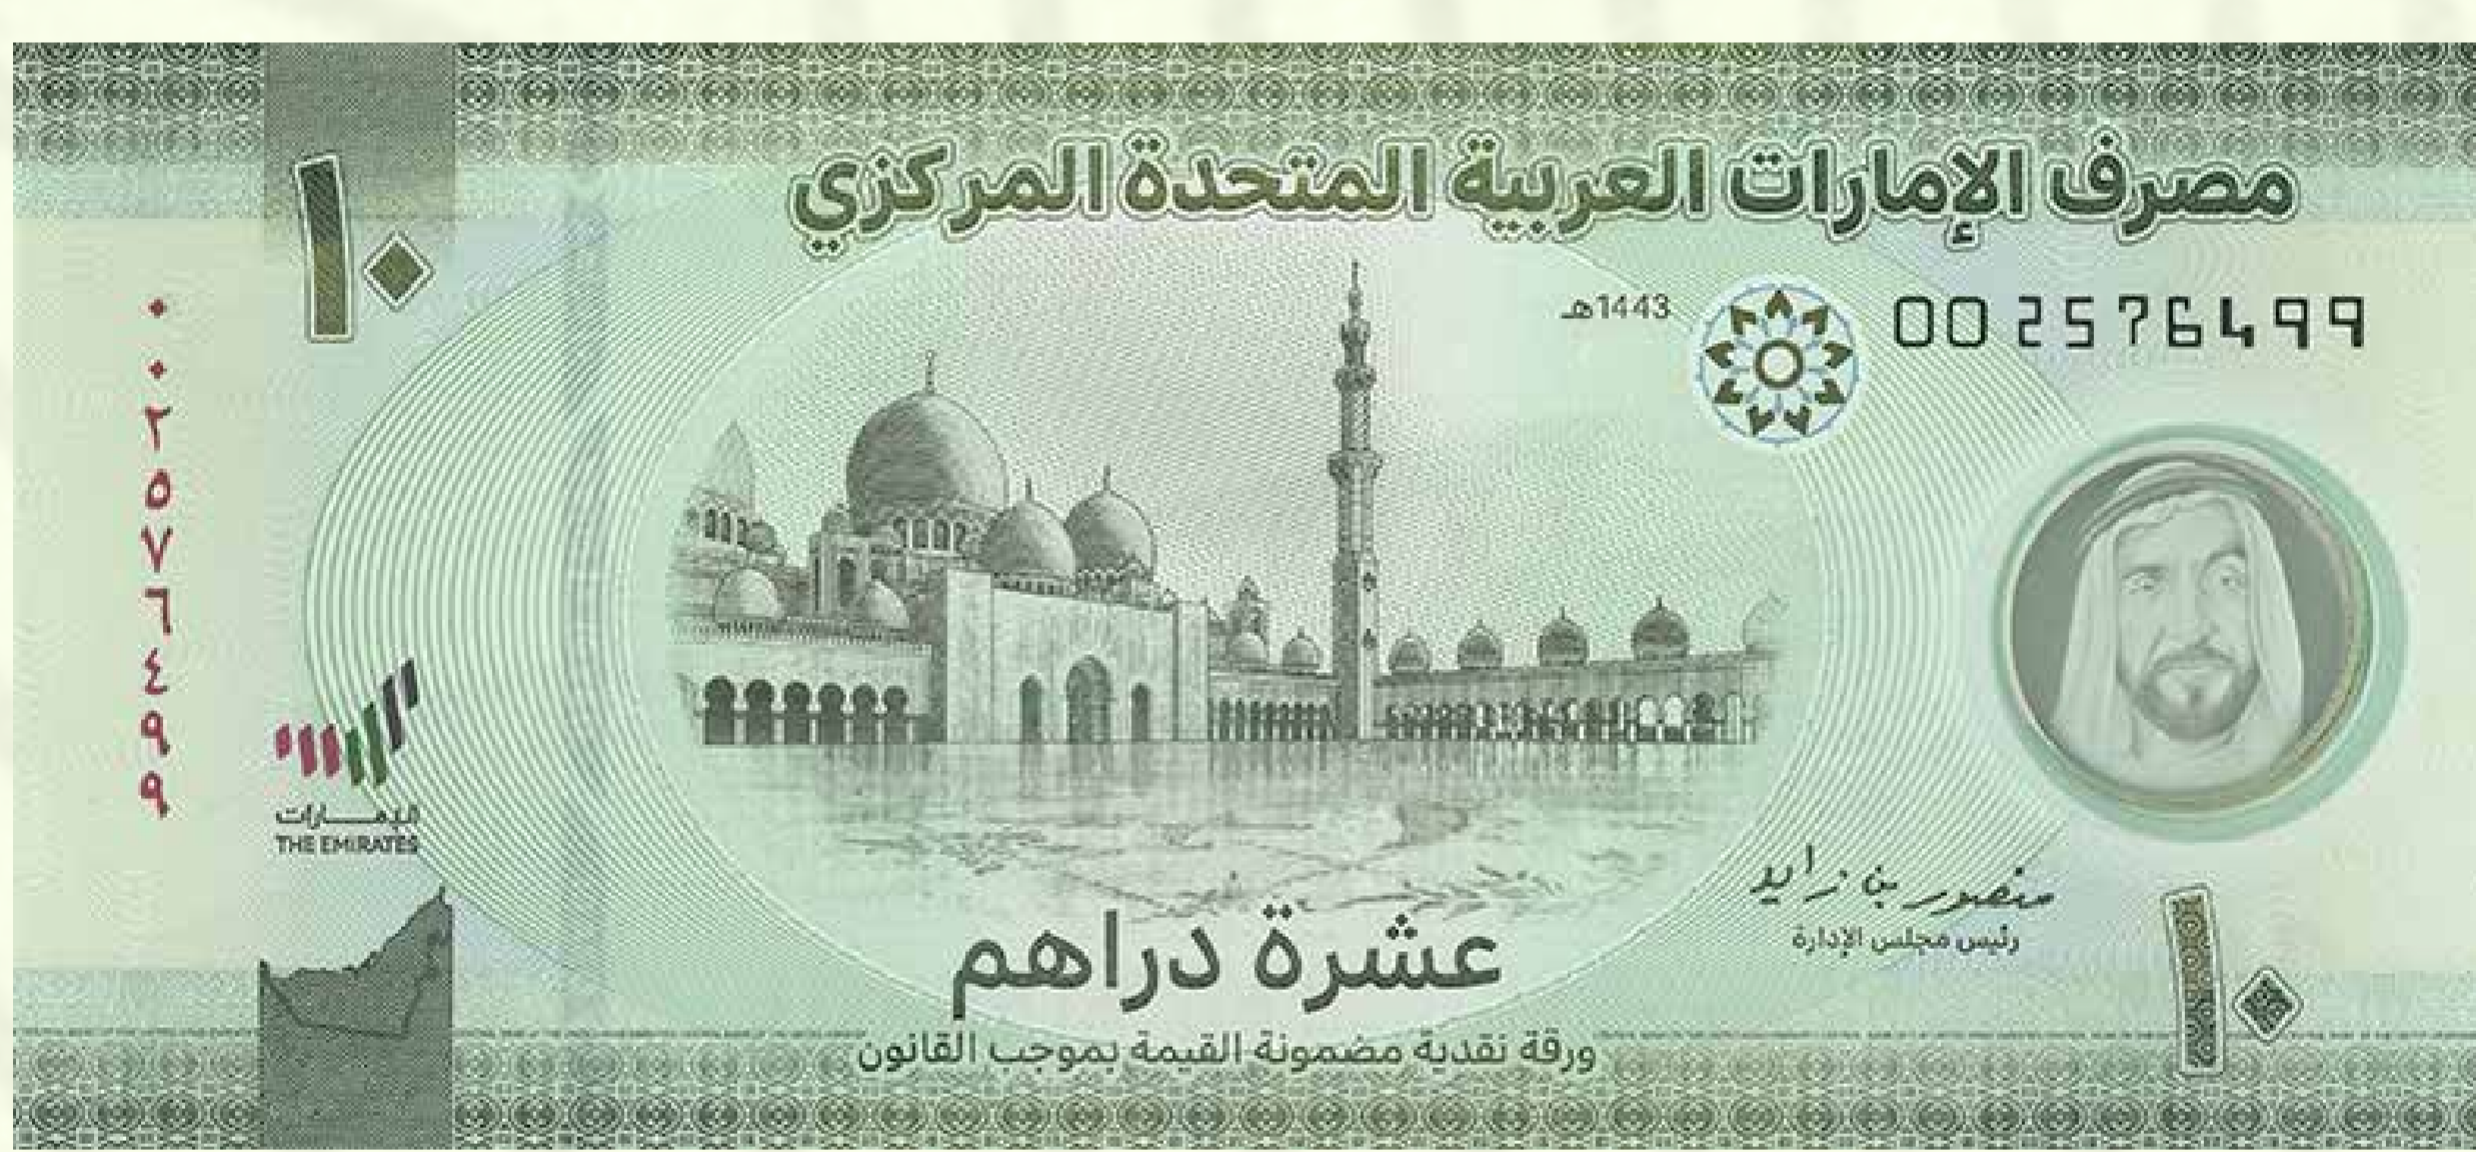 مصرف الإمارات العربية المتحدة المركزي
١٠
1443هـ
002576499
٠٠٢٥٧٦٤٩٩
الإمارات
THE EMIRATES
منصور بن زايد
رئيس مجلس الإدارة
عشرة دراهم
١٠
ورقة نقدية مضمونة القيمة بموجب القانون